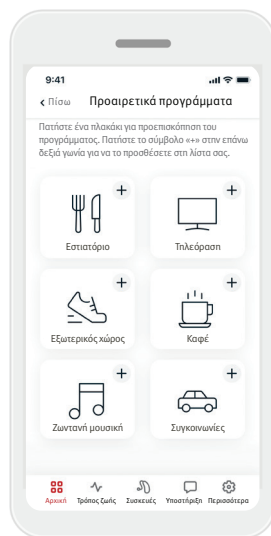 9:41
Πίσω Προαιρετικά προγράμματα
Πατήστε ένα πλακάκι για προεπισκόπηση του
προγράμματος. Πατήστε το σύμβολο «+» στην επάνω
δεξιά γωνία για να το προσθέσετε στη λίστα σας.
+ +
Εστιατόριο Τηλεόραση
+ +
Εξωτερικός χώρος Καφέ
+ +
Ζωντανή μουσική Συγκοινωνίες
Αρχική Τρόπος ζωής Συσκευές Υποστήριξη Περισσότερα